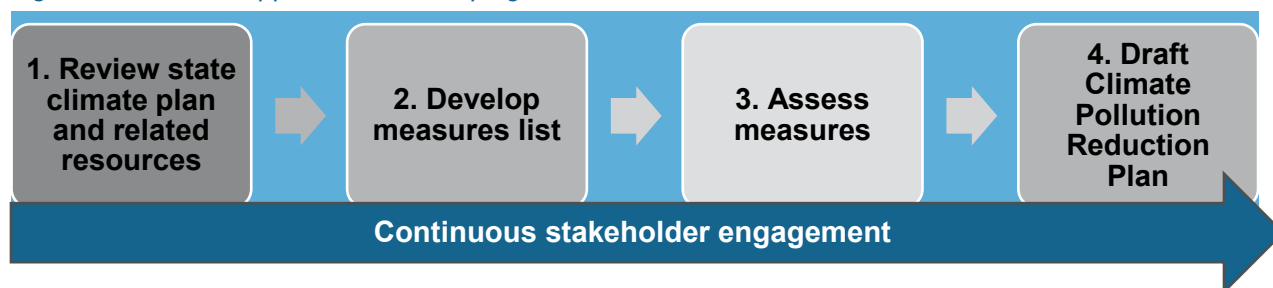 1. Review state
climate plan
and related
resources
2. Develop
measures list
3. Assess
measures
4. Draft
Climate
Pollution
Reduction
Plan
Continuous stakeholder engagement